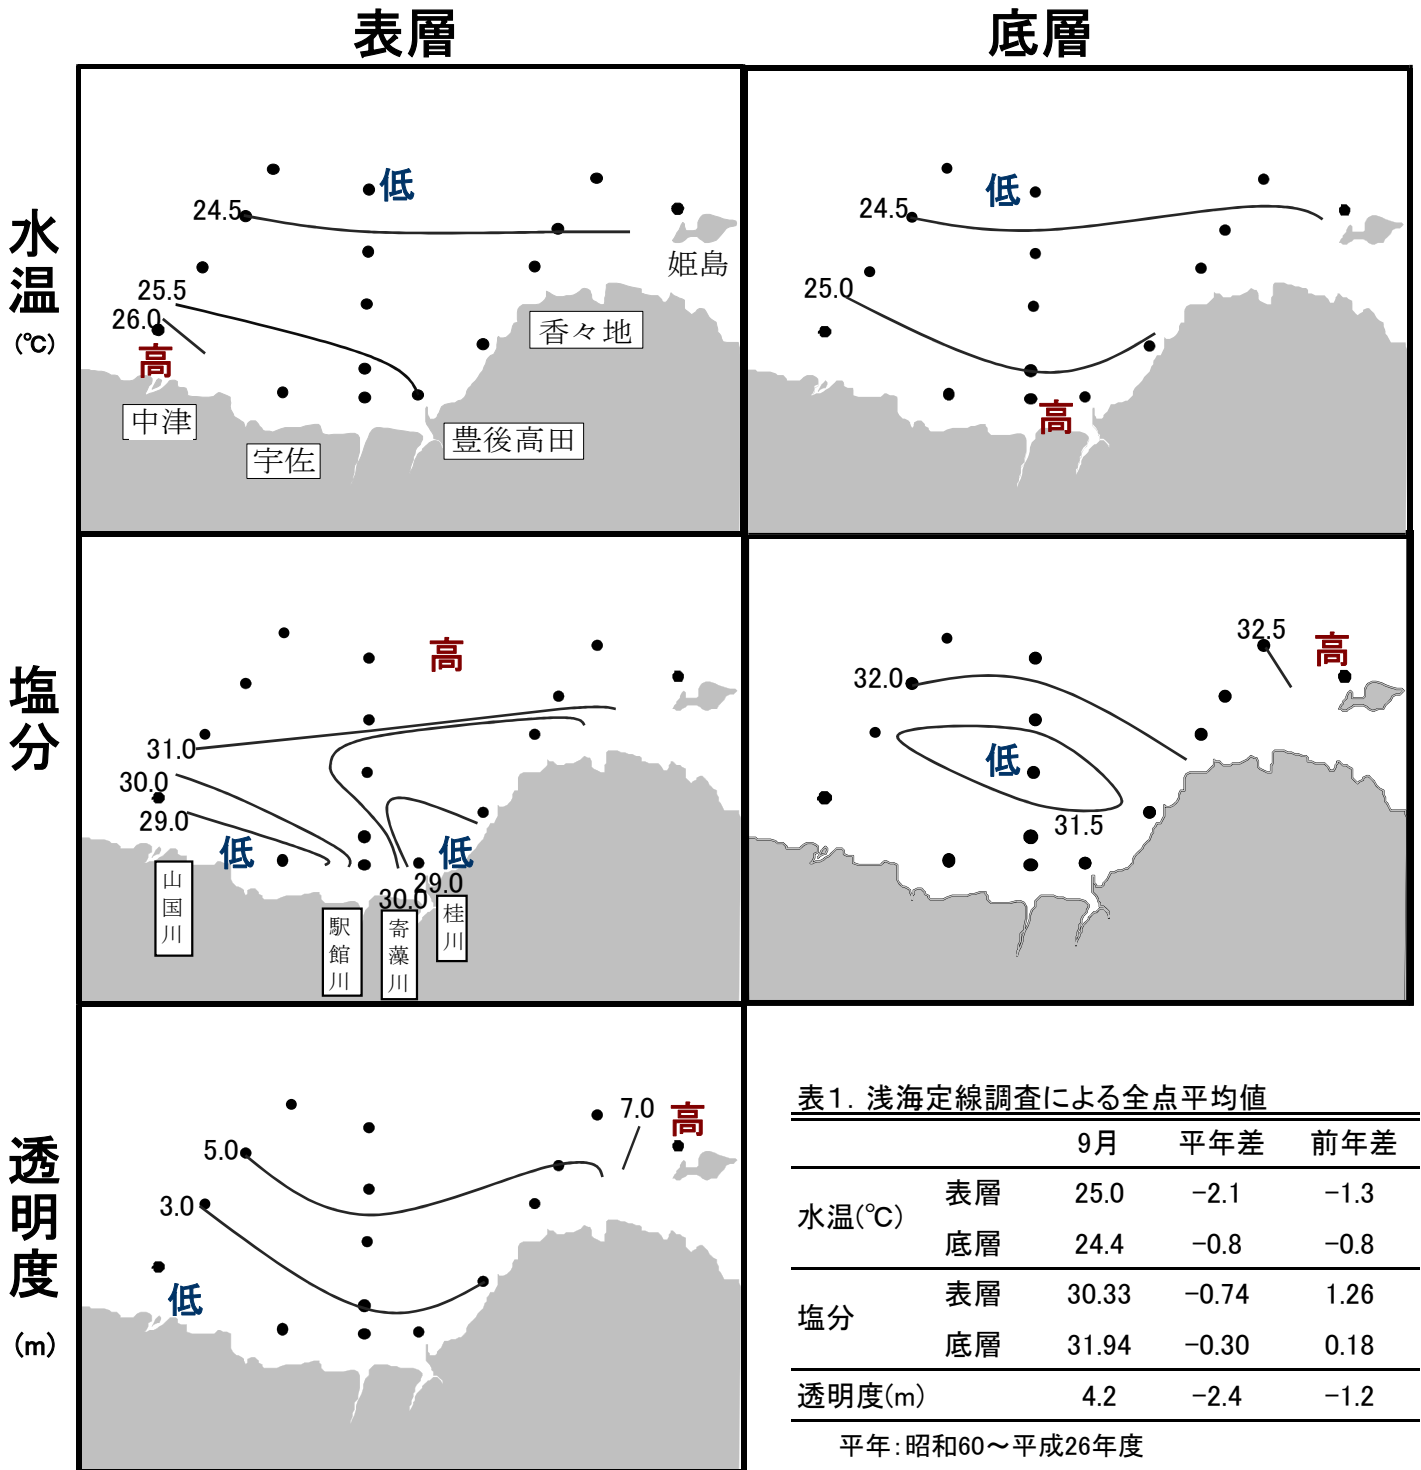 表層
底層
水温
(℃)
低
24.5
姫島
25.5
26.0
高
香々地
中津
宇佐
豊後高田
低
24.5
25.0
高
塩分
高
31.0
30.0
29.0
低
低
29.0
30.0
山国川
駅館川
寄藻川
桂川
32.5
高
32.0
低
31.5
透明度
(m)
7.0
高
5.0
3.0
低
表1. 浅海定線調査による全点平均値
9月 平年差 前年差
水温(℃) 表層 25.0 -2.1 -1.3
底層 24.4 -0.8 -0.8
塩分 表層 30.33 -0.74 1.26
底層 31.94 -0.30 0.18
透明度(m) 4.2 -2.4 -1.2
平年:昭和60～平成26年度